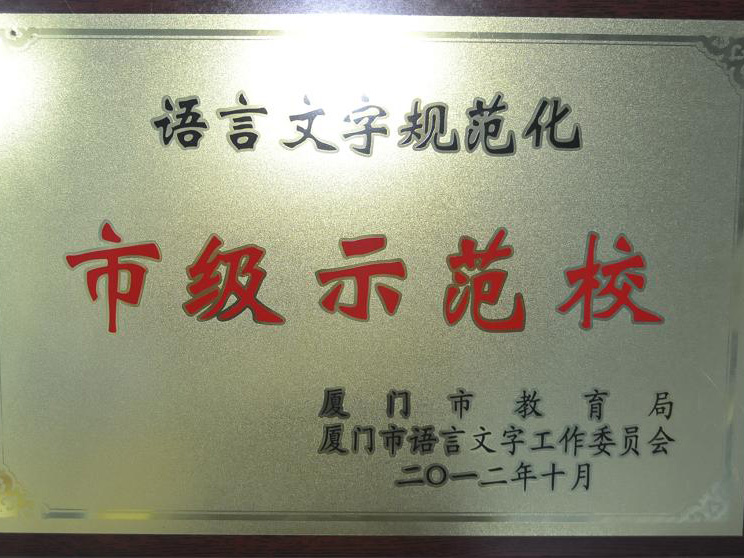 语言文字规范化
市级示范校
厦门市教育局
厦门市语言文字工作委员会
二〇一二年十月